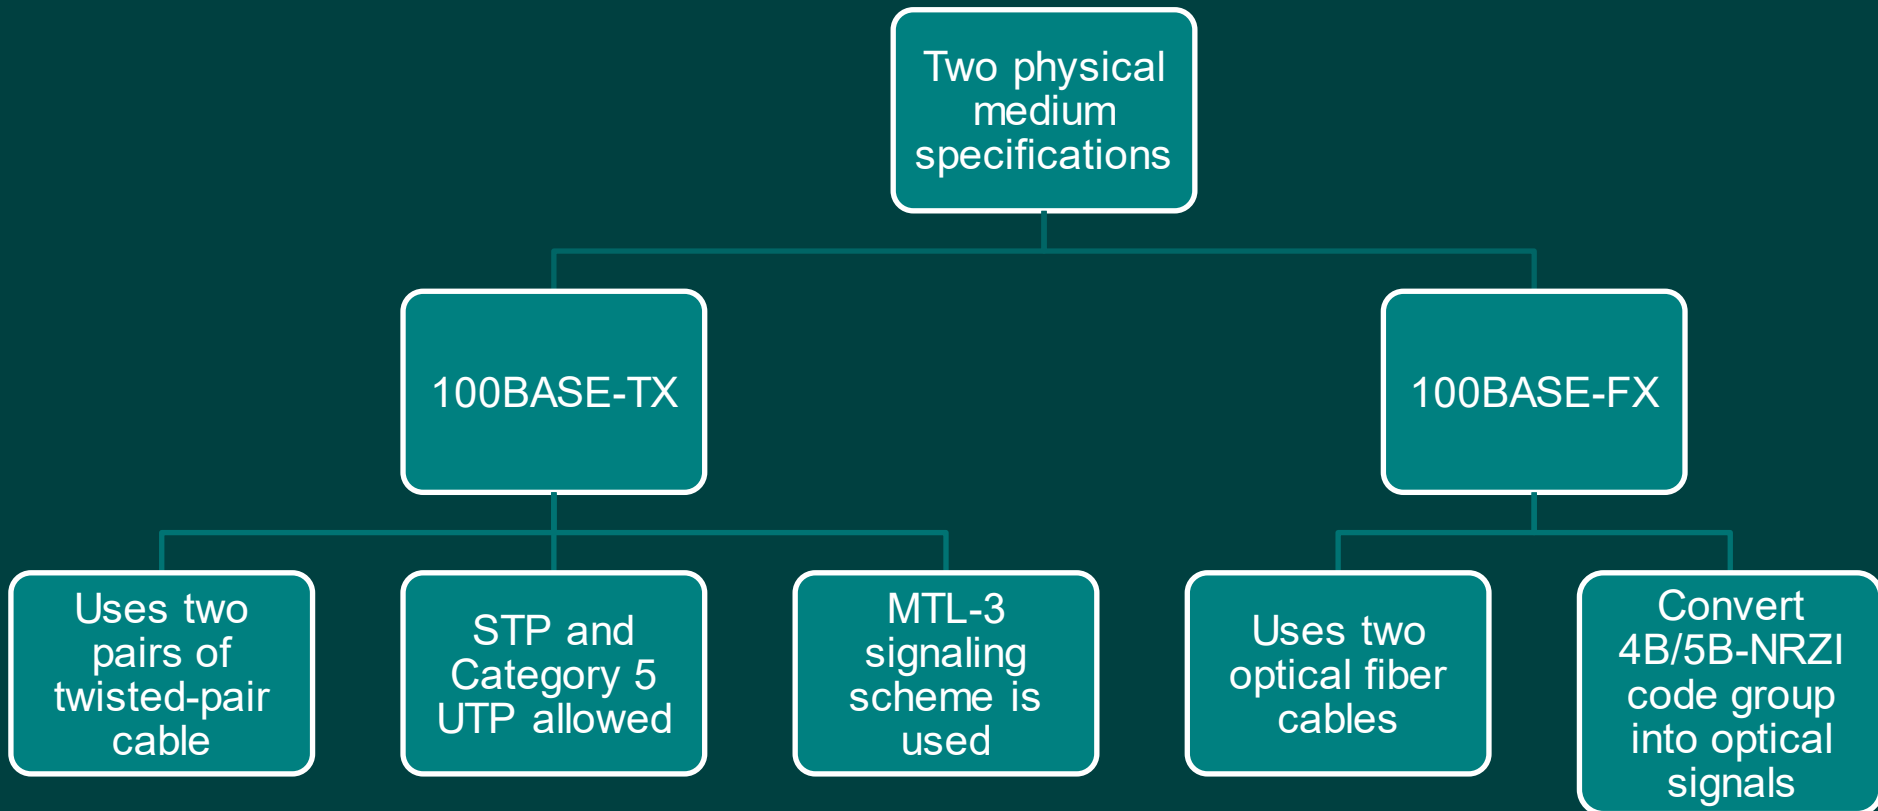 Two physical
medium
specifications
100BASE-TX
100BASE-FX
Uses two
pairs of
twisted-pair
cable
STP and
Category 5
UTP allowed
MTL-3
signaling
scheme is
used
Uses two
optical fiber
cables
Convert
4B/5B-NRZI
code group
into optical
signals